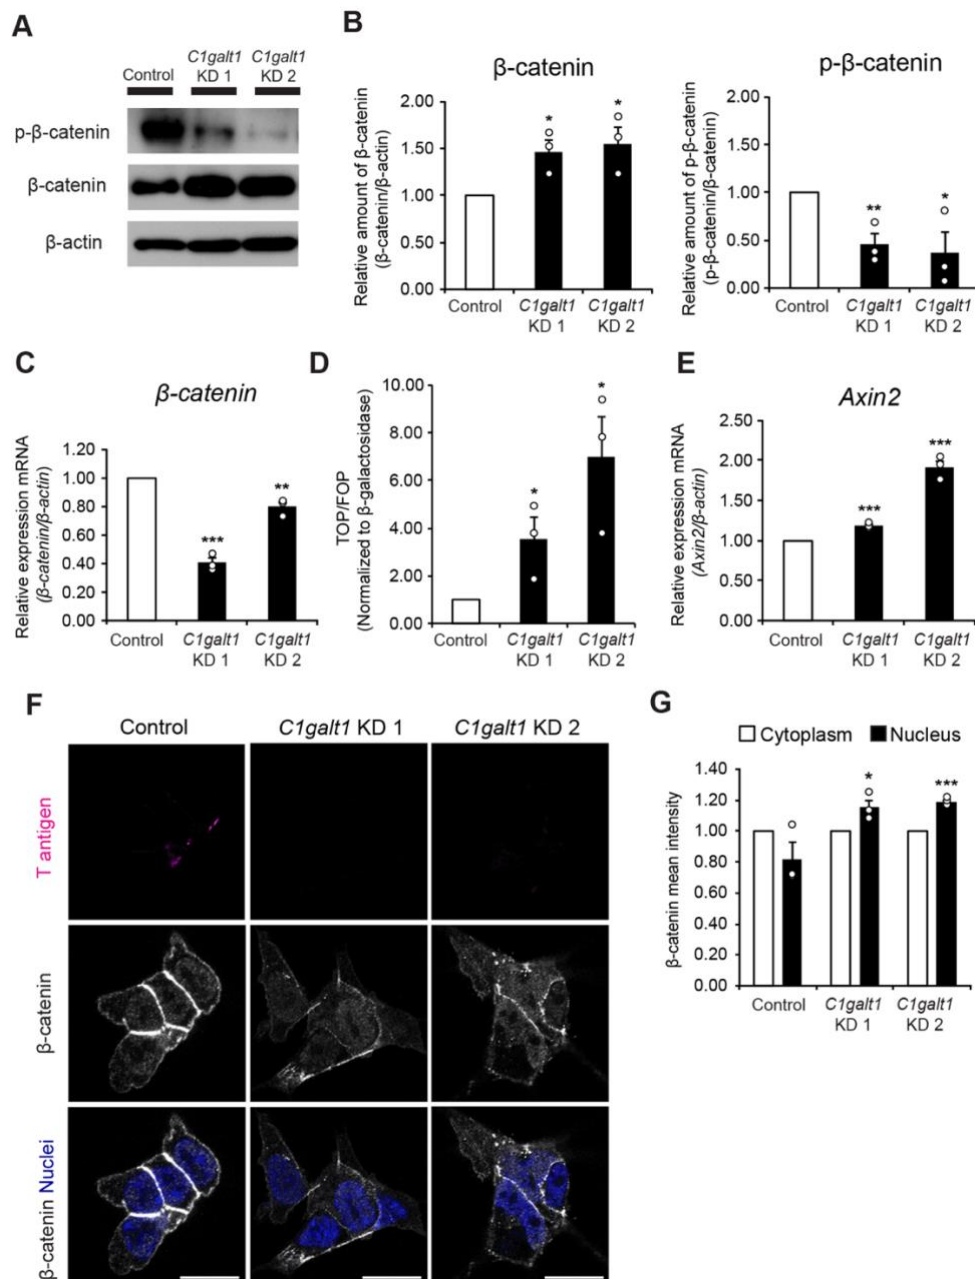 A
Control
C1galt1
KD 1
C1galt1
KD 2
p-β-catenin
β-catenin
β-actin
B
β-catenin
Relative amount of β-catenin
(β-catenin/β-actin)
2.00
1.50
1.00
0.50
0.00
*
*
Control
C1galt1
KD 1
C1galt1
KD 2
p-β-catenin
Relative amount of p-β-catenin
(p-β-catenin/β-catenin)
2.00
1.50
1.00
0.50
0.00
**
*
Control
C1galt1
KD 1
C1galt1
KD 2
C
β-catenin
Relative expression mRNA
(β-catenin/β-actin)
1.20
1.00
0.80
0.60
0.40
0.20
0.00
***
**
Control
C1galt1
KD 1
C1galt1
KD 2
D
TOP/FOP
(Normalized to β-galactosidase)
10.00
8.00
6.00
4.00
2.00
0.00
*
*
Control
C1galt1
KD 1
C1galt1
KD 2
E
Axin2
Relative expression mRNA
(Axin2/β-actin)
2.50
2.00
1.50
1.00
0.50
0.00
***
***
Control
C1galt1
KD 1
C1galt1
KD 2
F
Control
C1galt1 KD 1
C1galt1 KD 2
T antigen
β-catenin
β-catenin Nuclei
G
Cytoplasm
Nucleus
β-catenin mean intensity
1.40
1.20
1.00
0.80
0.60
0.40
0.20
0.00
*
***
Control
C1galt1
KD 1
C1galt1
KD 2